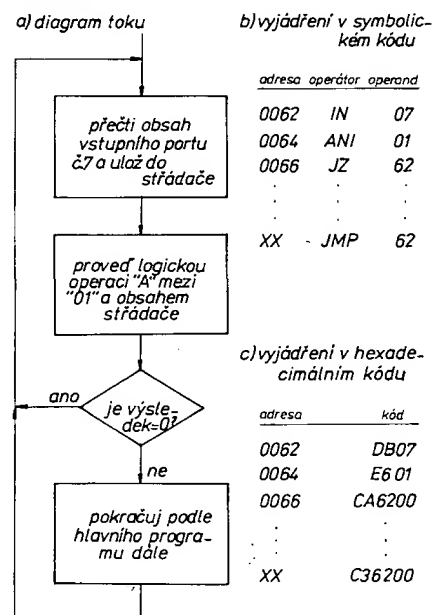 a) diagram toku
přečti obsah
vstupního portu
č.7 a ulož do
střádače
proveď logickou
operaci "A" mezi
"01" a obsahem
střádače
ano
je výsle-
dek=0?
ne
pokračuj podle
hlavního progra-
mu dále
b) vyjádření v symbolic-
kém kódu
adresa operátor operand
0062 IN 07
0064 ANI 01
0066 JZ 62
. . .
. . .
XX - JMP 62
c) vyjádření v hexade-
cimálním kódu
adresa kód
0062 DB07
0064 E601
0066 CA6200
. .
. .
XX C36200